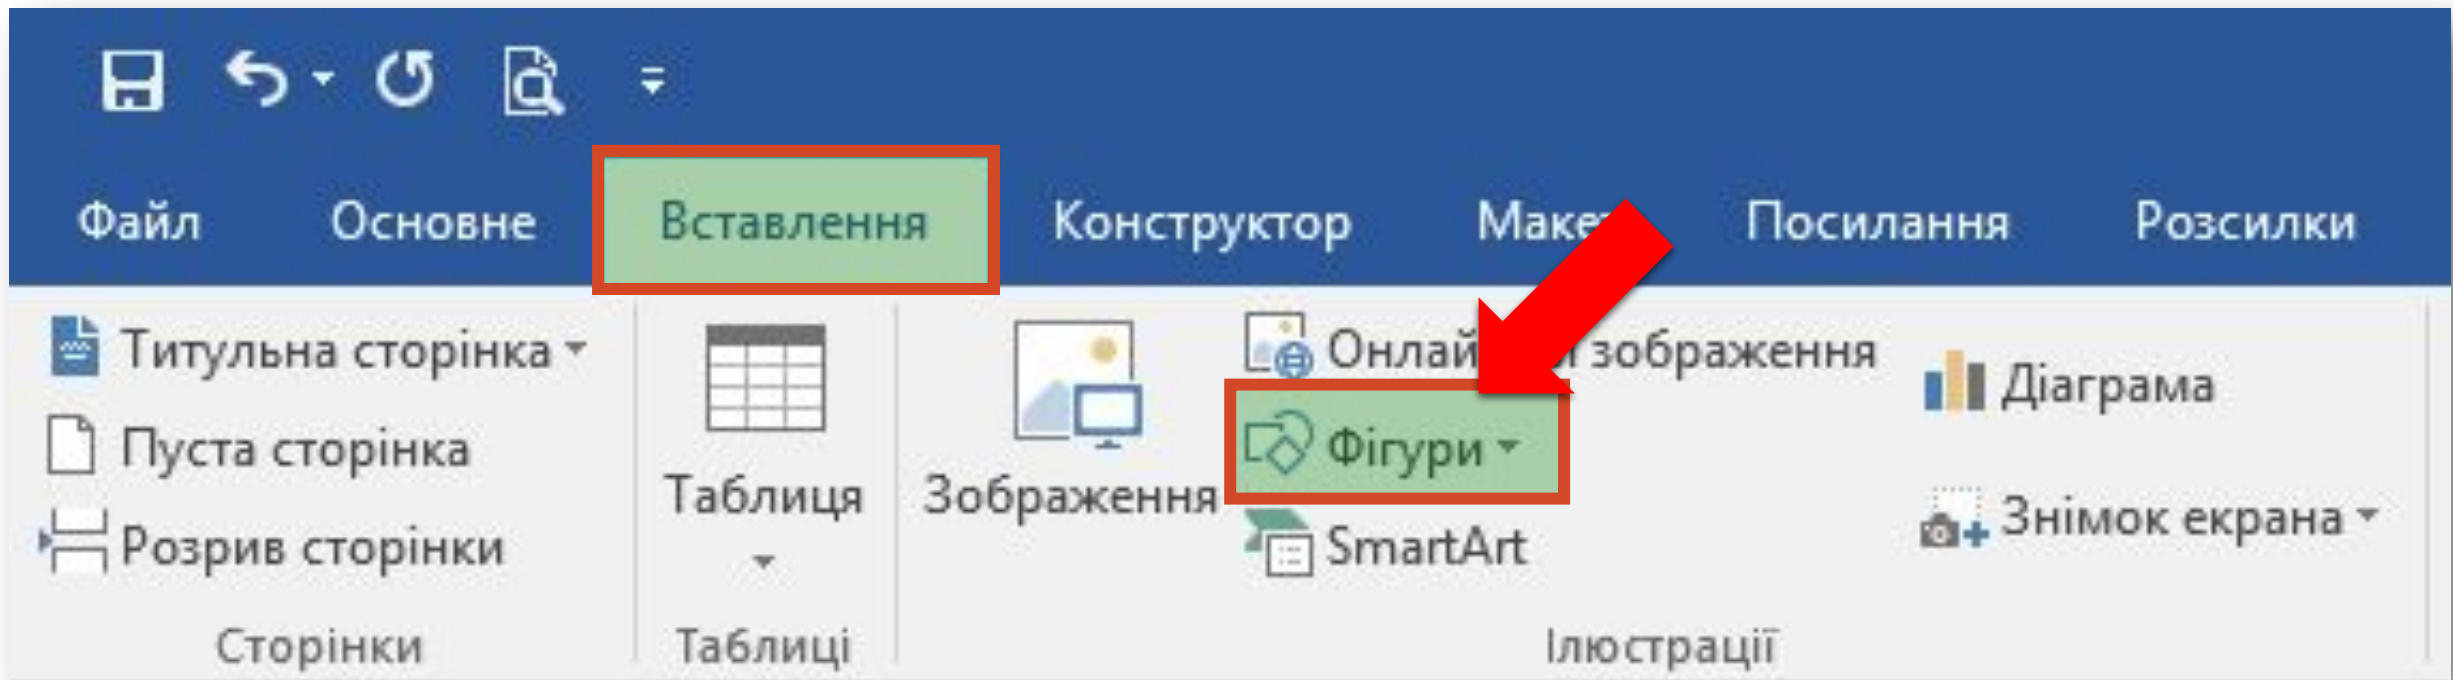 Файл Основне Вставлення Конструктор Посилання Розсилки
Титульна сторінка
Пуста сторінка
Розрив сторінки
Сторінки
Таблиця
Таблиці
Зображення
зображення
Фігури
SmartArt
Діаграма
Знімок екрана
Ілюстрації